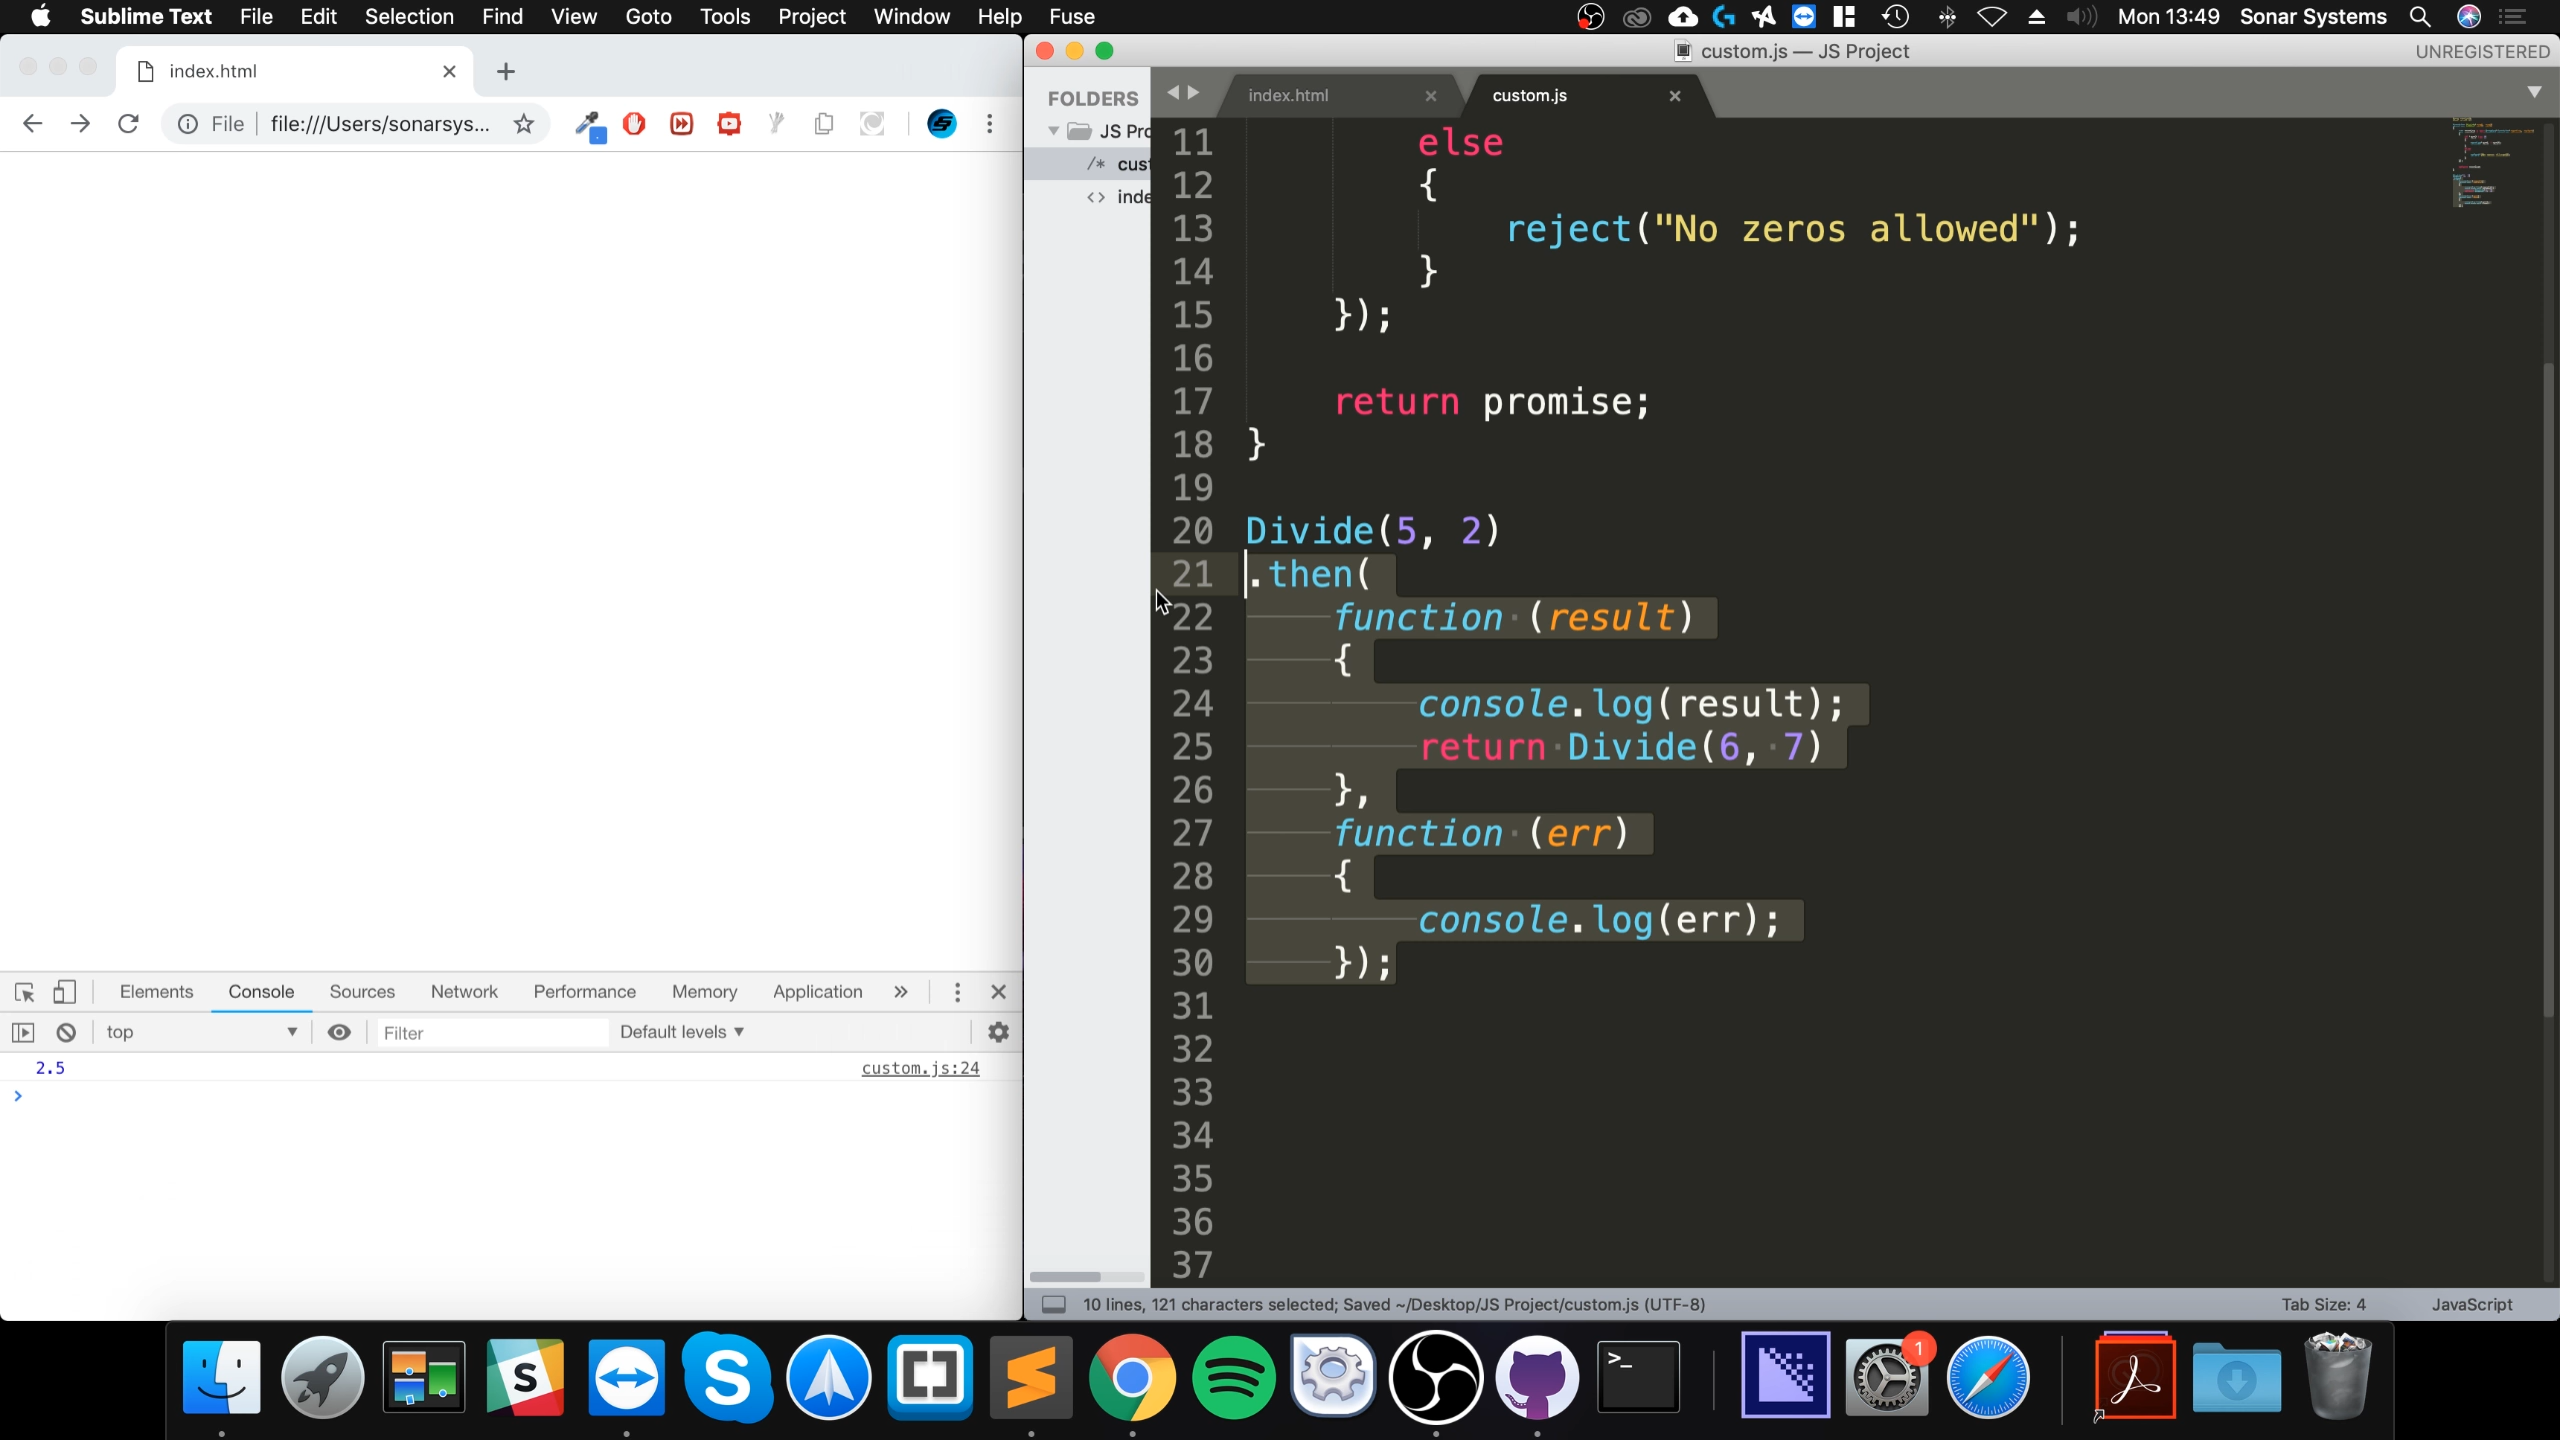 Sublime Text File Edit Selection Find View Goto Tools Project Window Help Fuse Mon 13:49 Sonar Systems
index.html
File file:///Users/sonarsys...
Elements Console Sources Network Performance Memory Application »
top Filter Default levels
2.5 custom.js:24
custom.js — JS Project UNREGISTERED
FOLDERS
JS Pro
/* cust
<> inde
index.html custom.js
11 else
12 {
13 reject("No zeros allowed");
14 }
15 });
16
17 return promise;
18 }
19
20 Divide(5, 2)
21 .then(
22 function (result)
23 {
24 console.log(result);
25 return Divide(6, 7)
26 },
27 function (err)
28 {
29 console.log(err);
30 });
31
32
33
34
35
36
37
10 lines, 121 characters selected; Saved ~/Desktop/JS Project/custom.js (UTF-8) Tab Size: 4 JavaScript
1